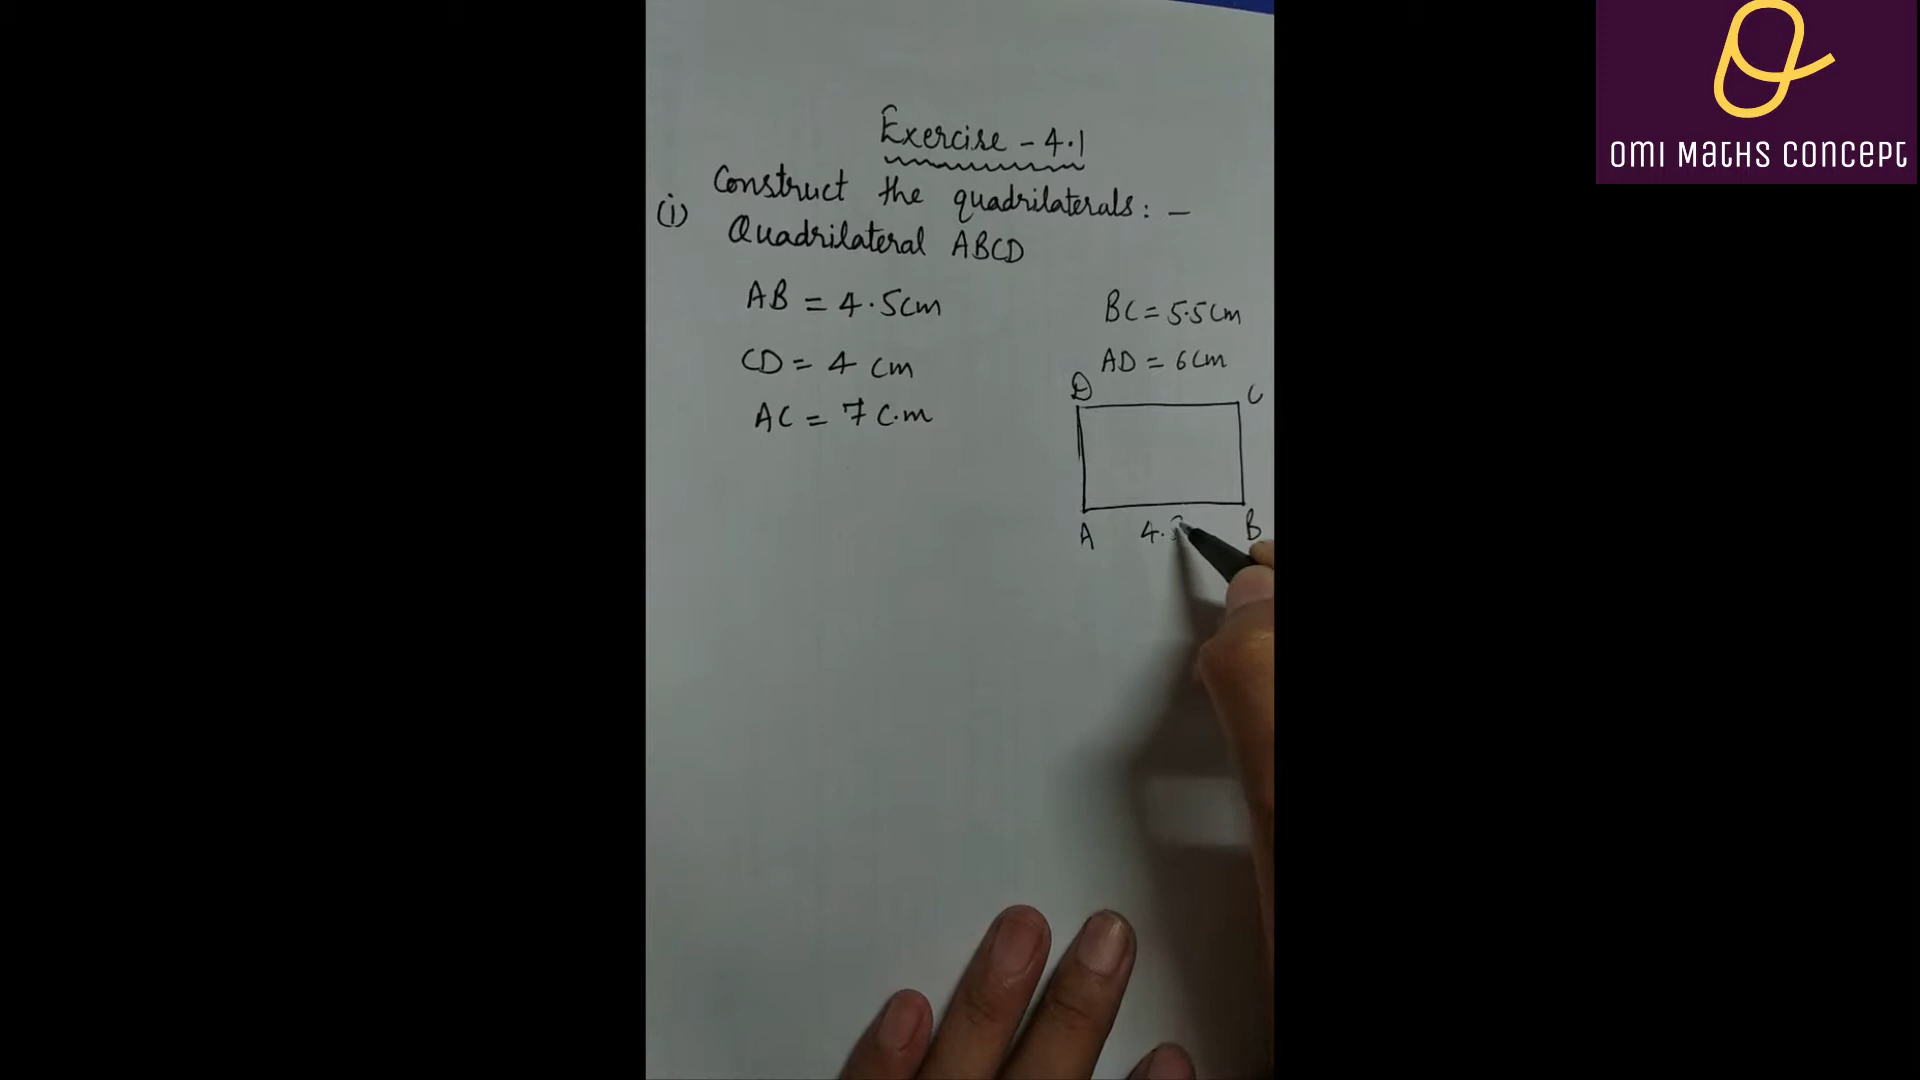 Exercise - 4.1
Construct the quadrilaterals: -
(i) Quadrilateral ABCD
AB = 4.5cm
BC = 5.5cm
CD = 4 cm
AD = 6cm
AC = 7 c.m
D
C
A
4.
B
OMI MATHS CONCEPT